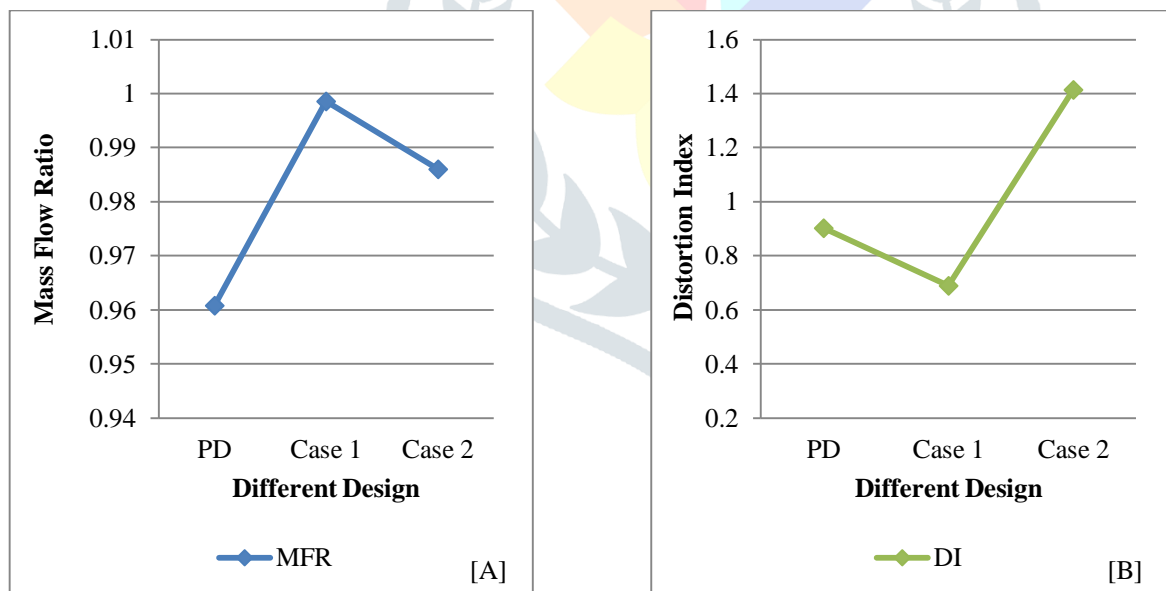 1.01
1
0.99
0.98
0.97
0.96
0.95
0.94
Mass Flow Ratio
PD Case 1 Case 2
Different Design
MFR
[A]
1.6
1.4
1.2
1
0.8
0.6
0.4
0.2
Distortion Index
PD Case 1 Case 2
Different Design
DI
[B]